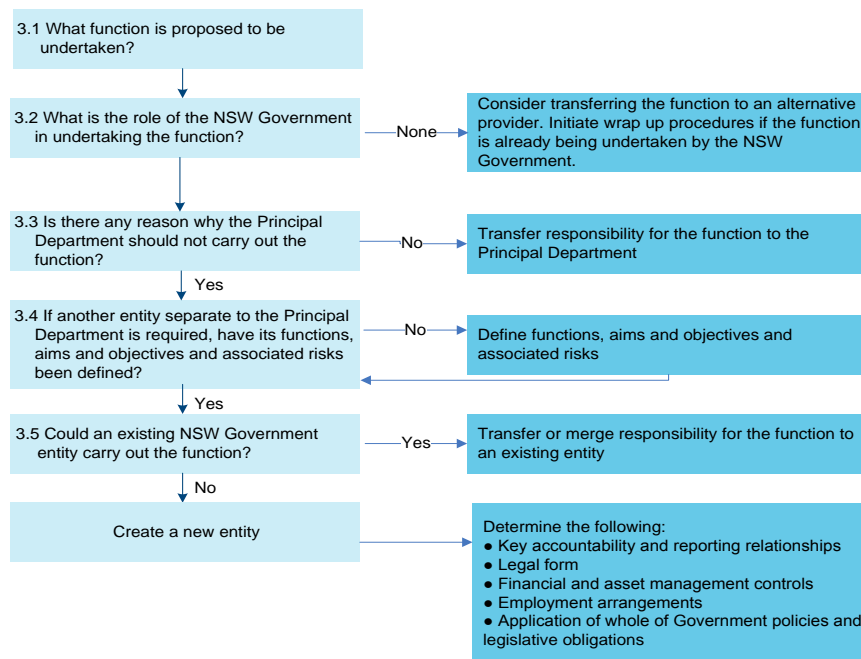 3.1 What function is proposed to be
undertaken?
3.2 What is the role of the NSW Government
in undertaking the function?
None
Consider transferring the function to an alternative
provider. Initiate wrap up procedures if the function
is already being undertaken by the NSW
Government.
3.3 Is there any reason why the Principal
Department should not carry out the
function?
No
Transfer responsibility for the function to the
Principal Department
Yes
3.4 If another entity separate to the Principal
Department is required, have its functions,
aims and objectives and associated risks
been defined?
No
Define functions, aims and objectives and
associated risks
Yes
3.5 Could an existing NSW Government
entity carry out the function?
Yes
Transfer or merge responsibility for the function to
an existing entity
No
Create a new entity
Determine the following:
● Key accountability and reporting relationships
● Legal form
● Financial and asset management controls
● Employment arrangements
● Application of whole of Government policies and
legislative obligations